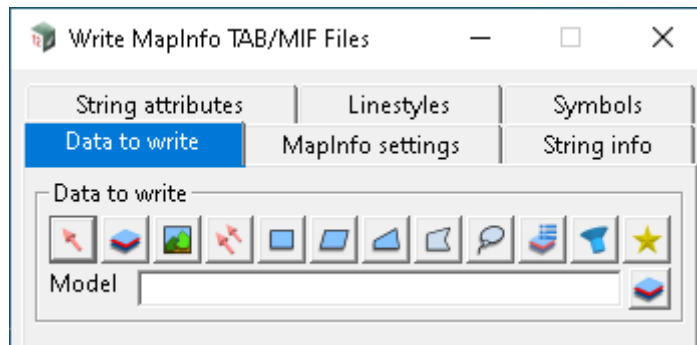 12 Write MapInfo TAB/MIF Files
String attributes Linestyles Symbols
Data to write MapInfo settings String info
Data to write
Model